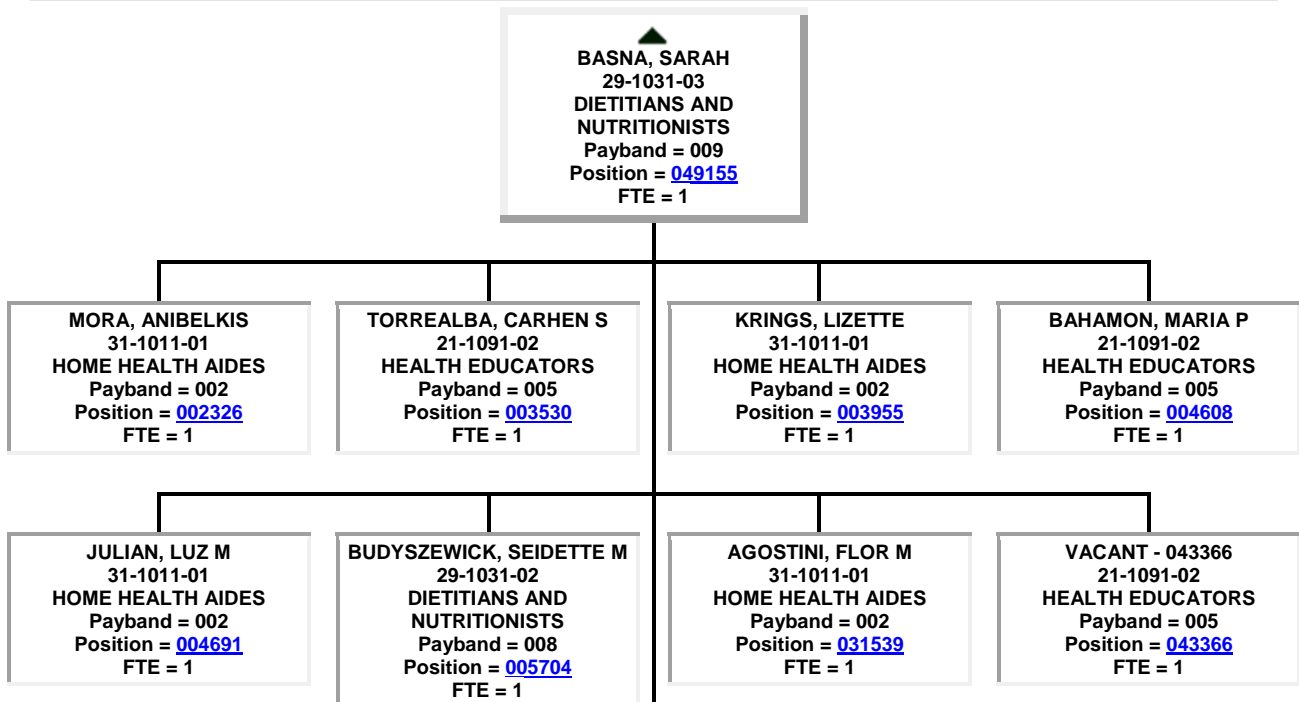 BASNA, SARAH
29-1031-03
DIETITIANS AND
NUTRITIONISTS
Payband = 009
Position = 049155
FTE = 1
MORA, ANIBELKIS
31-1011-01
HOME HEALTH AIDES
Payband = 002
Position = 002326
FTE = 1
TORREALBA, CARHEN S
21-1091-02
HEALTH EDUCATORS
Payband = 005
Position = 003530
FTE = 1
KRINGS, LIZETTE
31-1011-01
HOME HEALTH AIDES
Payband = 002
Position = 003955
FTE = 1
BAHAMON, MARIA P
21-1091-02
HEALTH EDUCATORS
Payband = 005
Position = 004608
FTE = 1
JULIAN, LUZ M
31-1011-01
HOME HEALTH AIDES
Payband = 002
Position = 004691
FTE = 1
BUDYSZEWICK, SEIDETTE M
29-1031-02
DIETITIANS AND
NUTRITIONISTS
Payband = 008
Position = 005704
FTE = 1
AGOSTINI, FLOR M
31-1011-01
HOME HEALTH AIDES
Payband = 002
Position = 031539
FTE = 1
VACANT - 043366
21-1091-02
HEALTH EDUCATORS
Payband = 005
Position = 043366
FTE = 1